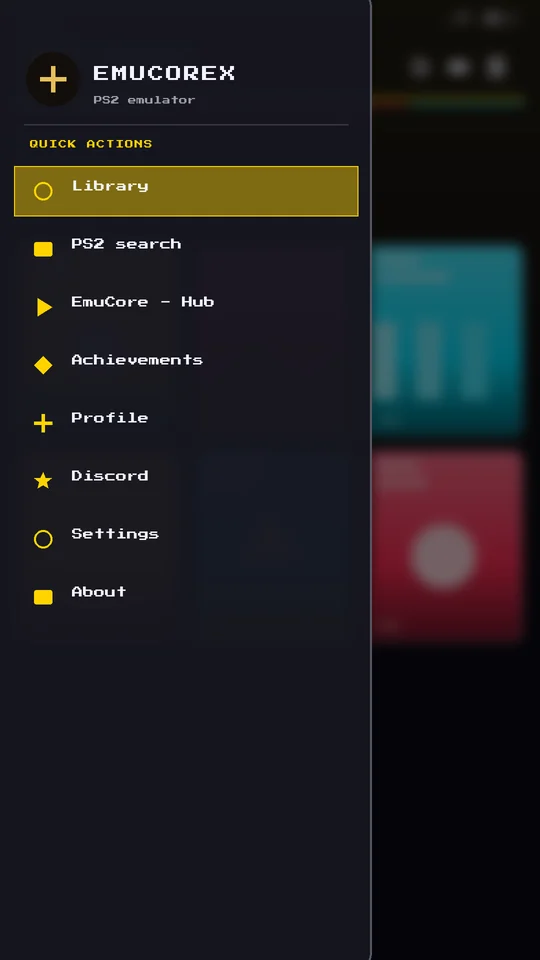 EMUCOREX
PS2 emulator
QUICK ACTIONS
Library
PS2 search
EmuCore - Hub
Achievements
Profile
Discord
Settings
About